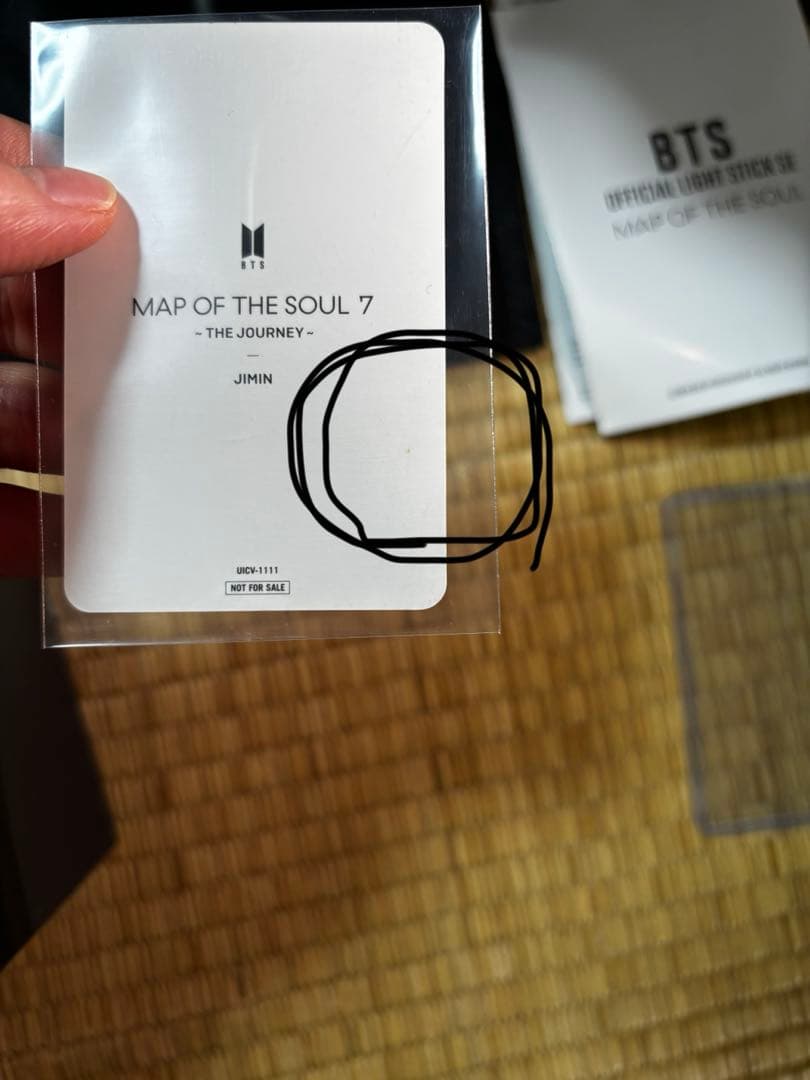 BTS
MAP OF THE SOUL 7
~THE JOURNEY~
JIMIN
UICV-1111
NOT FOR SALE
BTS
OFFICIAL LIGHT STICK SE
MAP OF THE SOUL